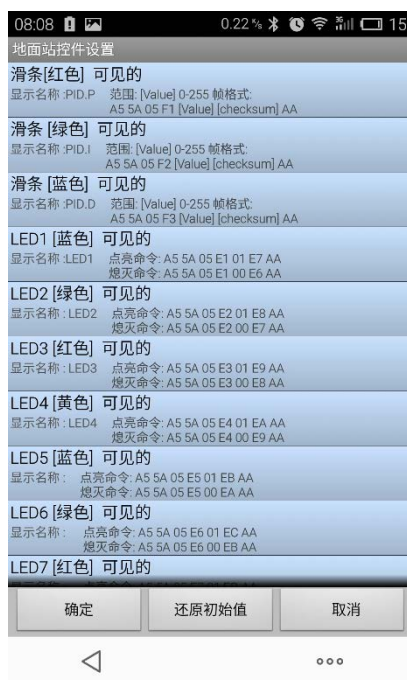 08:08 0.22 ‰ 15
地面站控件设置
滑条[红色] 可见的
显示名称 :PID.P 范围: [Value] 0-255 帧格式:
A5 5A 05 F1 [Value] [checksum] AA
滑条 [绿色] 可见的
显示名称 :PID.I 范围: [Value] 0-255 帧格式:
A5 5A 05 F2 [Value] [checksum] AA
滑条 [蓝色] 可见的
显示名称 :PID.D 范围: [Value] 0-255 帧格式:
A5 5A 05 F3 [Value] [checksum] AA
LED1 [蓝色] 可见的
显示名称 :LED1 点亮命令: A5 5A 05 E1 01 E7 AA
熄灭命令: A5 5A 05 E1 00 E6 AA
LED2 [绿色] 可见的
显示名称 : LED2 点亮命令: A5 5A 05 E2 01 E8 AA
熄灭命令: A5 5A 05 E2 00 E7 AA
LED3 [红色] 可见的
显示名称 : LED3 点亮命令: A5 5A 05 E3 01 E9 AA
熄灭命令: A5 5A 05 E3 00 E8 AA
LED4 [黄色] 可见的
显示名称 : LED4 点亮命令: A5 5A 05 E4 01 EA AA
熄灭命令: A5 5A 05 E4 00 E9 AA
LED5 [蓝色] 可见的
显示名称 : 点亮命令: A5 5A 05 E5 01 EB AA
熄灭命令: A5 5A 05 E5 00 EA AA
LED6 [绿色] 可见的
显示名称 : 点亮命令: A5 5A 05 E6 01 EC AA
熄灭命令: A5 5A 05 E6 00 EB AA
LED7 [红色] 可见的
确定 还原初始值 取消